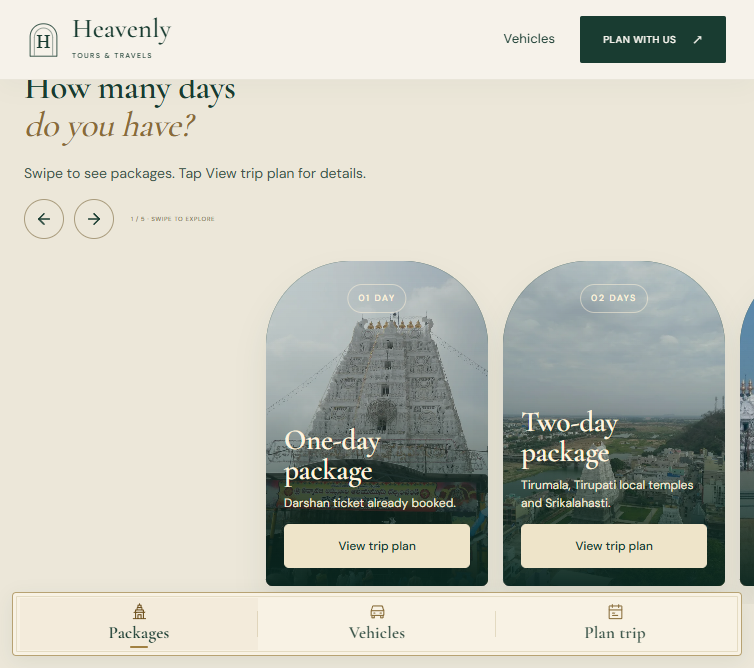 H
Heavenly
TOURS & TRAVELS
Vehicles
PLAN WITH US ↗
How many days
do you have?
Swipe to see packages. Tap View trip plan for details.
1 / 6 · SWIPE TO EXPLORE
01 DAY
One-day
package
Darshan ticket already booked.
View trip plan
02 DAYS
Two-day
package
Tirumala, Tirupati local temples
and Srikalahasti.
View trip plan
Packages
Vehicles
Plan trip